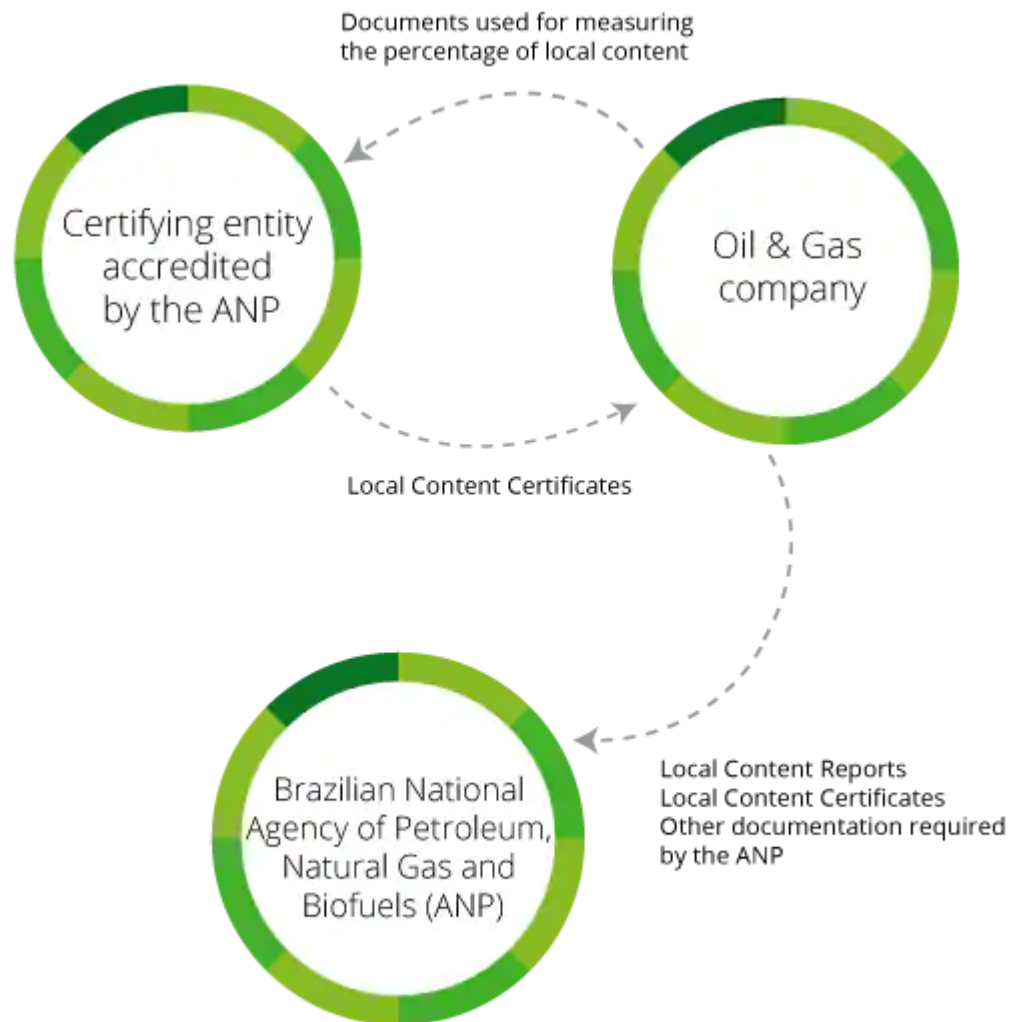 Documents used for measuring
the percentage of local content
Certifying entity
accredited
by the ANP
Oil & Gas
company
Local Content Certificates
Brazilian National
Agency of Petroleum,
Natural Gas and
Biofuels (ANP)
Local Content Reports
Local Content Certificates
Other documentation required
by the ANP